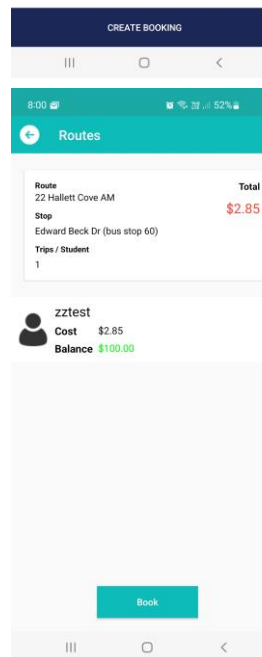 CREATE BOOKING
8:00 52%
Routes
Route Total
22 Hallett Cove AM
$2.85
Stop
Edward Beck Dr (bus stop 60)
Trips / Student
1
zztest
Cost $2.85
Balance $100.00
Book